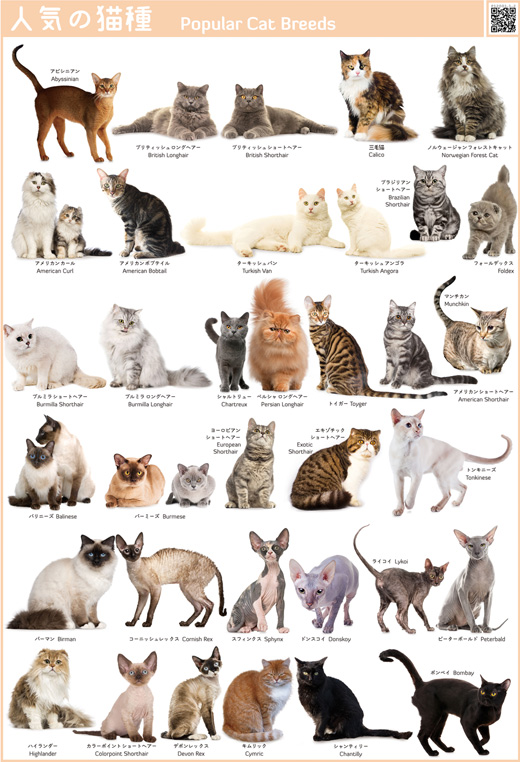 人気の猫種 Popular Cat Breeds
アビシニアン
Abyssinian
ブリティッシュロングヘアー
British Longhair
ブリティッシュショートヘアー
British Shorthair
三毛猫
Calico
ノルウェージャンフォレストキャット
Norwegian Forest Cat
アメリカンカール
American Curl
アメリカンボブテイル
American Bobtail
ターキッシュバン
Turkish Van
ターキッシュアンゴラ
Turkish Angora
ブラジリアン
ショートヘアー
Brazilian
Shorthair
フォールデックス
Foldex
バーミラ ショートヘアー
Burmilla Shorthair
バーミラ ロングヘアー
Burmilla Longhair
シャルトリュー
Chartreux
ペルシャ ロングヘアー
Persian Longhair
トイガー Toyger
マンチカン
Munchkin
アメリカンショートヘアー
American Shorthair
バリニーズ Balinese
バーミーズ Burmese
ヨーロピアン
ショートヘアー
European
Shorthair
エキゾチック
ショートヘアー
Exotic
Shorthair
トンキニーズ
Tonkinese
バーマン Birman
コーニッシュレックス Cornish Rex
スフィンクス Sphynx
ドンスコイ Donskoy
ライコイ Lykoi
ピーターボールド Peterbald
ハイランダー
Highlander
カラーポイントショートヘアー
Colorpoint Shorthair
デボンレックス
Devon Rex
キムリック
Cymric
シャンティリー
Chantilly
ボンベイ Bombay